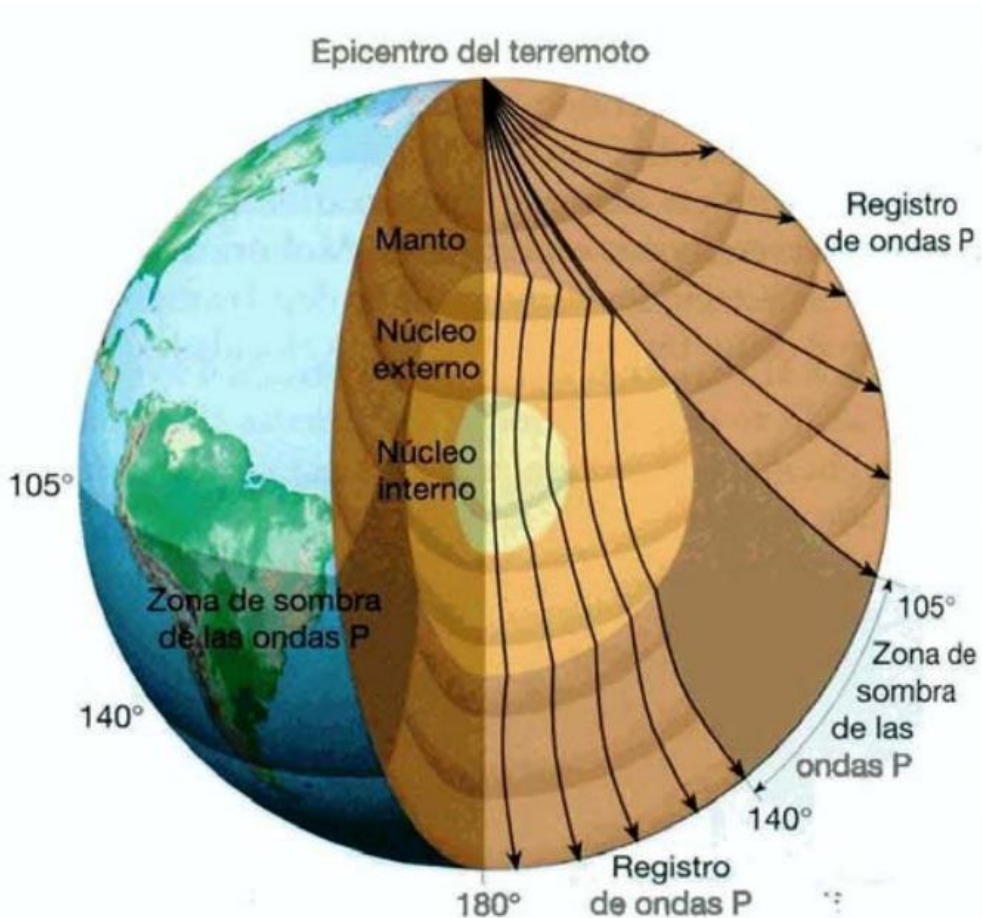 Epicentro del terremoto
Registro
de ondas P
Manto
Núcleo
externo
Núcleo
interno
105°
Zona de sombra
de las ondas P
105°
Zona de
sombra
de las
ondas P
140°
140°
Registro
de ondas P
180°